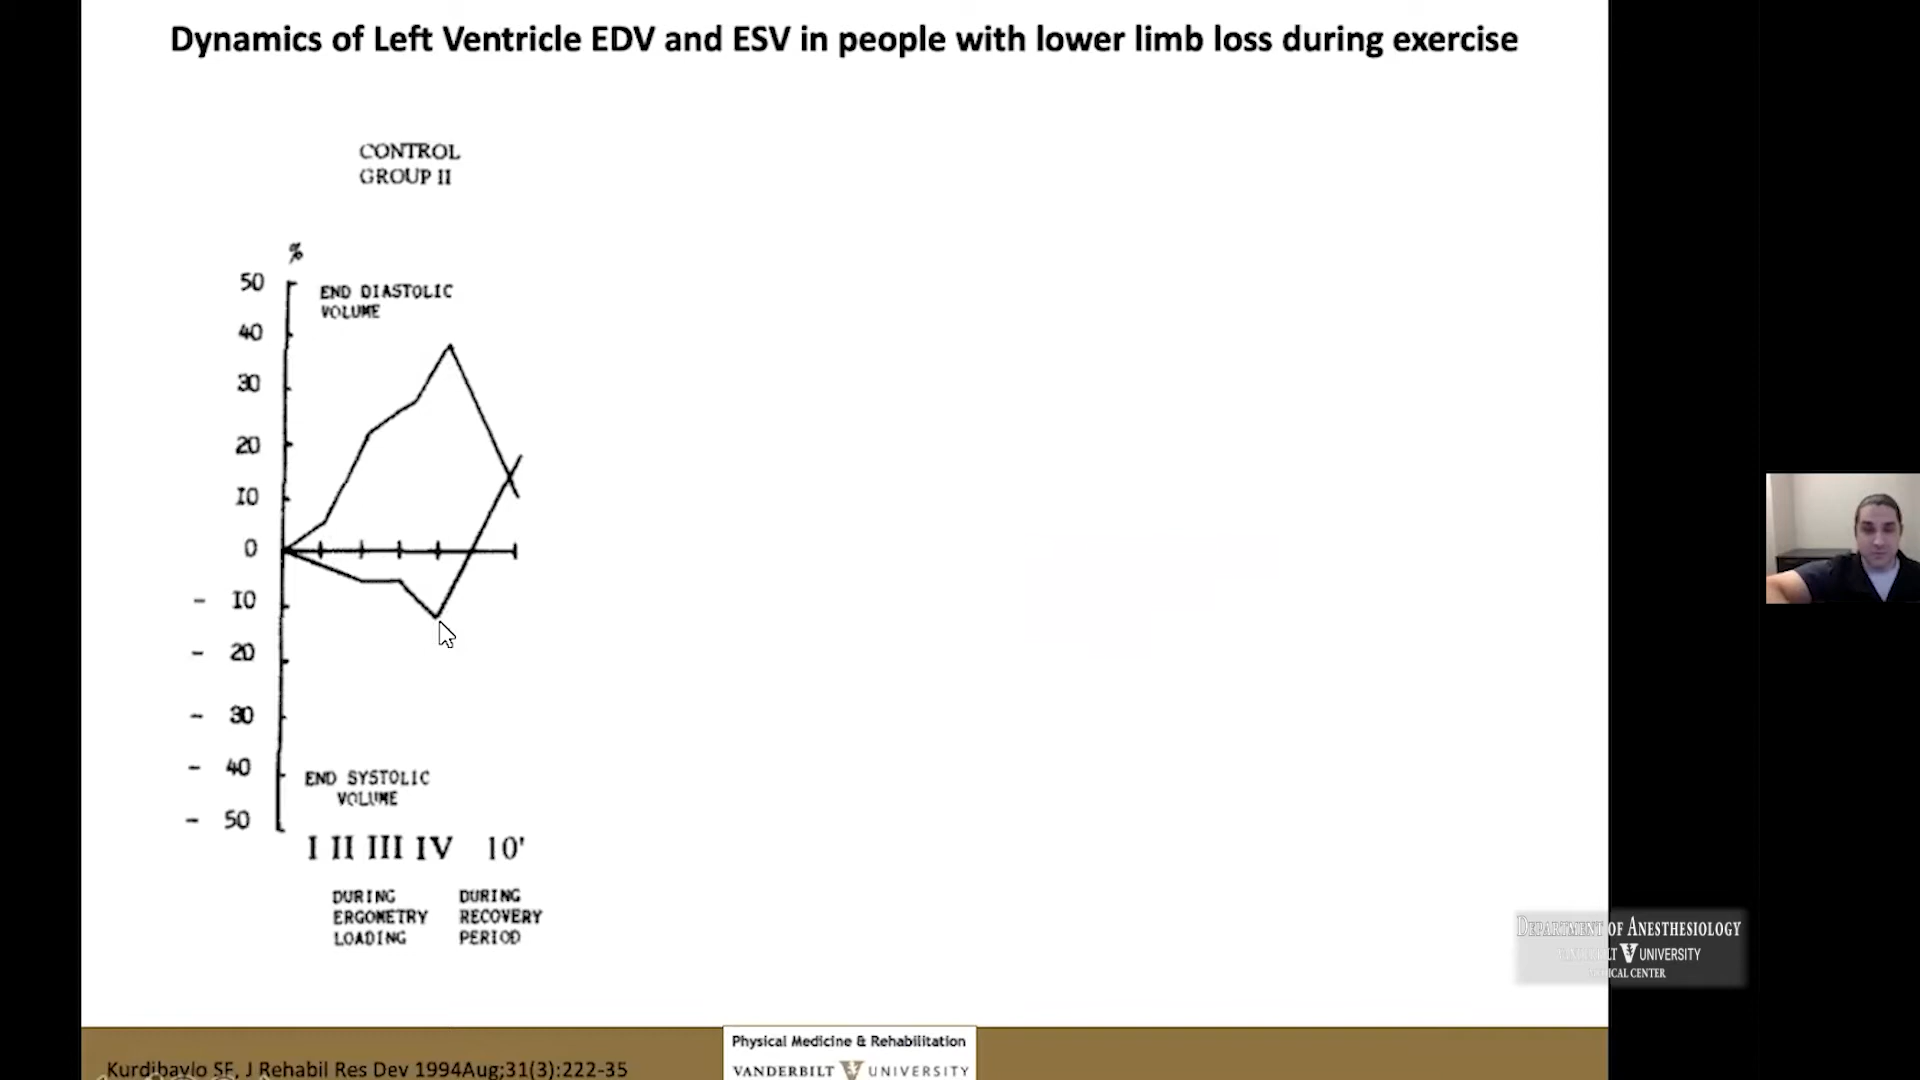 Dynamics of Left Ventricle EDV and ESV in people with lower limb loss during exercise
CONTROL
GROUP II
%
50
END DIASTOLIC
VOLUME
40
30
20
IO
0
- IO
- 20
- 30
- 40
END SYSTOLIC
VOLUME
- 50
I II III IV 10'
DURING
ERGOMETRY
LOADING
DURING
RECOVERY
PERIOD
DEPARTMENT OF ANESTHESIOLOGY
UNIVERSITY
CENTER
Physical Medicine & Rehabilitation
VANDERBILT UNIVERSITY
Kurdibaylo SF, J Rehabil Res Dev 1994Aug;31(3):222-35